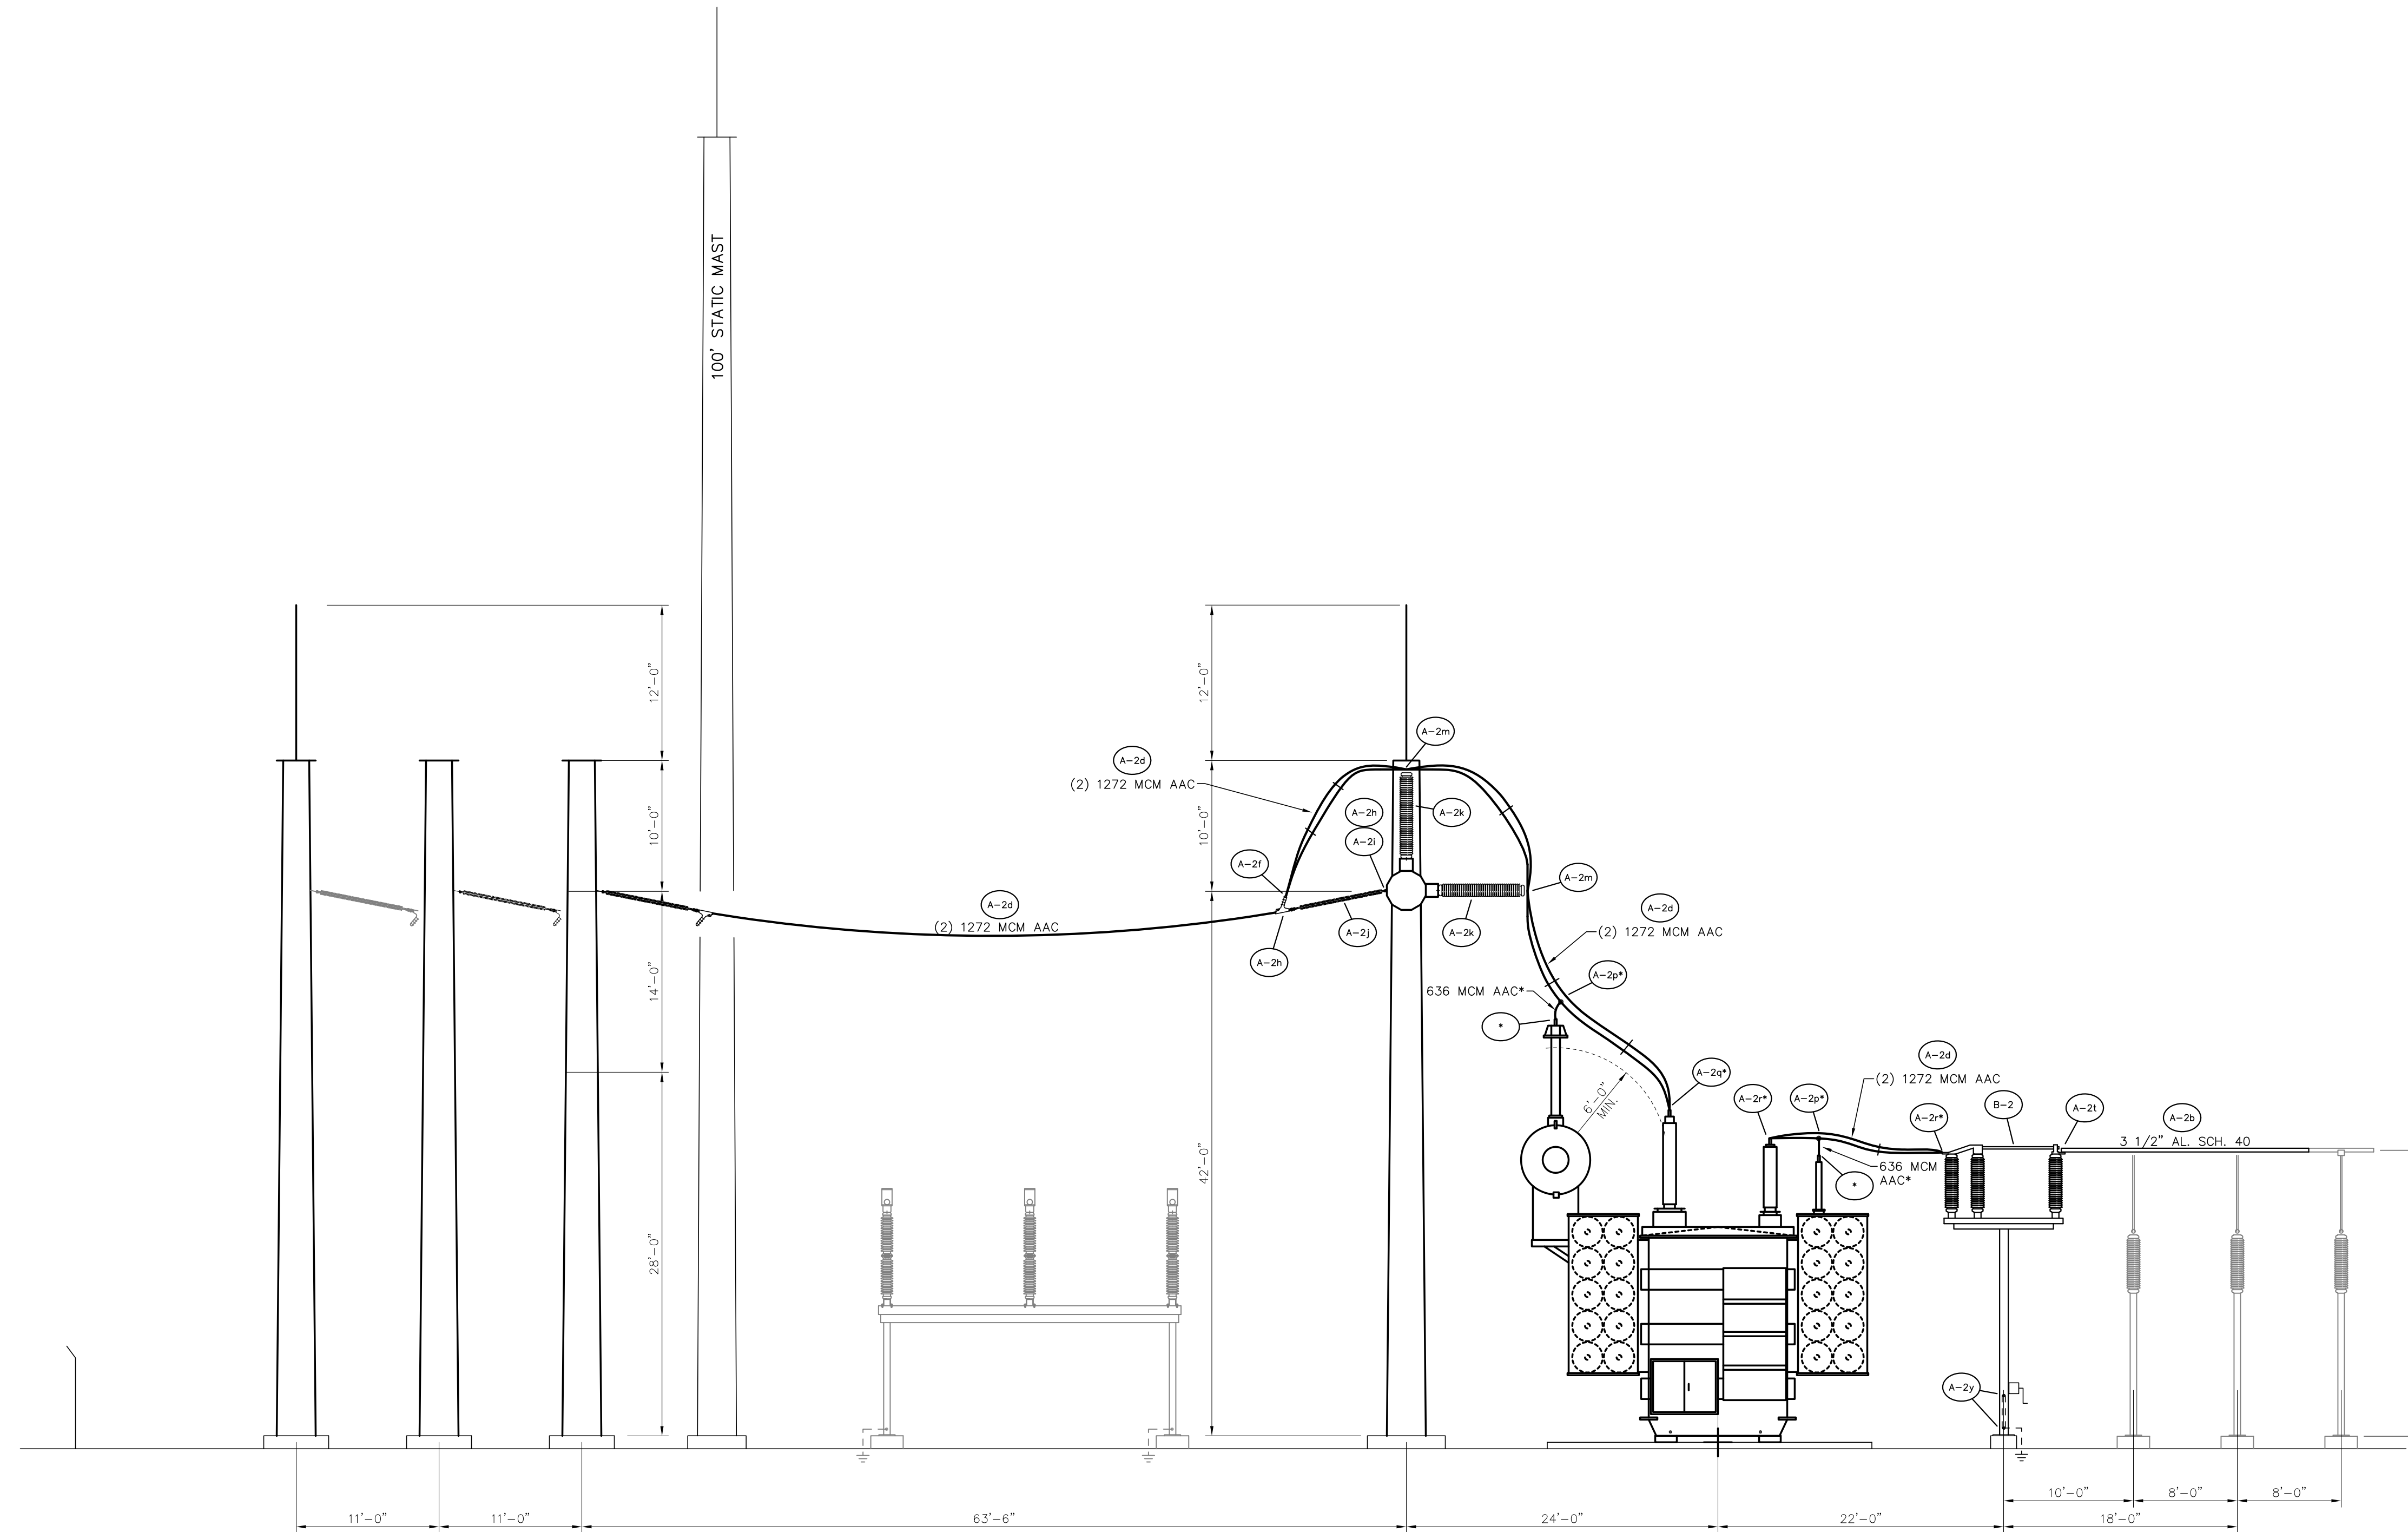 100' STATIC MAST
12'-0"
10'-0"
14'-0"
28'-0"
12'-0"
10'-0"
42'-0"
A-2m
A-2d
(2) 1272 MCM AAC
A-2h
A-2k
A-2i
A-2f
A-2m
A-2d
(2) 1272 MCM AAC
A-2j
A-2k
A-2h
A-2d
(2) 1272 MCM AAC
A-2p*
636 MCM AAC*
*
6'-0"
MIN.
A-2q*
A-2d
(2) 1272 MCM AAC
A-2r*
A-2p*
A-2r*
B-2
A-2t
A-2b
3 1/2" AL. SCH. 40
636 MCM
AAC*
*
A-2y
10'-0"
8'-0"
8'-0"
11'-0"
11'-0"
63'-6"
24'-0"
22'-0"
18'-0"